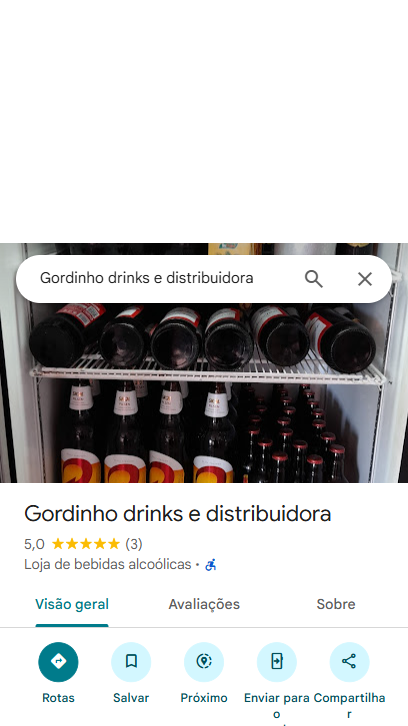 Gordinho drinks e distribuidora
Gordinho drinks e distribuidora
5,0 (3)
Loja de bebidas alcoólicas ·
Visão geral Avaliações Sobre
Rotas Salvar Próximo Enviar para o Compartilhar